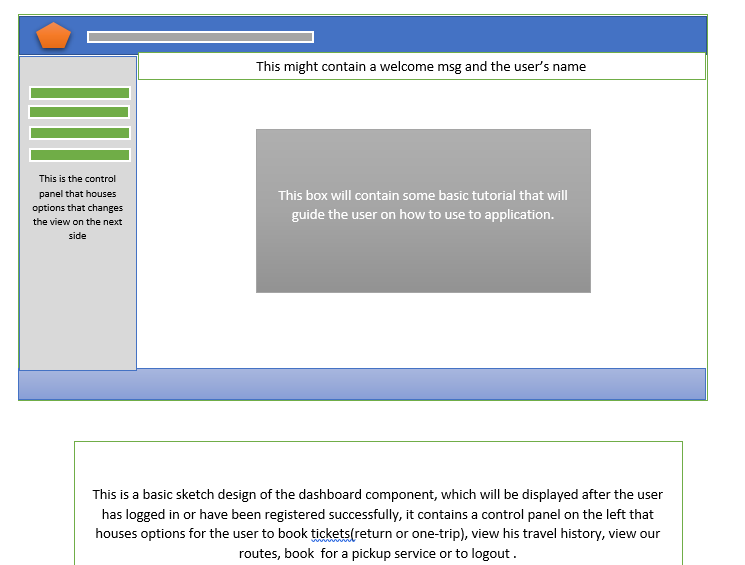 This might contain a welcome msg and the user’s name
This is the control
panel that houses
options that changes
the view on the next
side
This box will contain some basic tutorial that will
guide the user on how to use to application.
This is a basic sketch design of the dashboard component, which will be displayed after the user
has logged in or have been registered successfully, it contains a control panel on the left that
houses options for the user to book tickets(return or one-trip), view his travel history, view our
routes, book  for a pickup service or to logout .